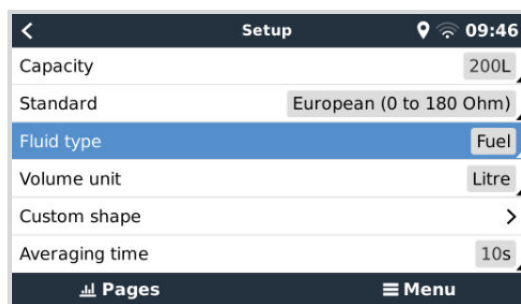 Setup 09:46
Capacity 200L
Standard European (0 to 180 Ohm)
Fluid type Fuel
Volume unit Litre
Custom shape
Averaging time 10s
Pages Menu